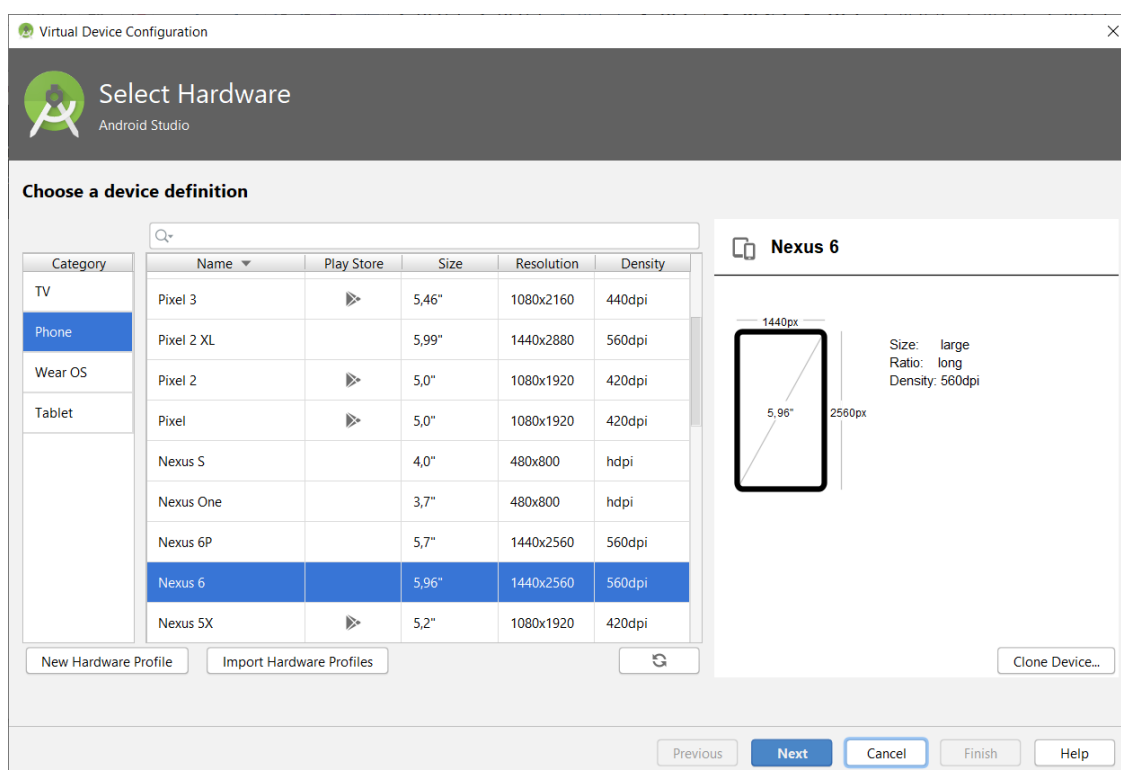 Virtual Device Configuration
Select Hardware
Android Studio
Choose a device definition
Category
TV
Phone
Wear OS
Tablet
Name Play Store Size Resolution Density
Pixel 3 5,46" 1080x2160 440dpi
Pixel 2 XL 5,99" 1440x2880 560dpi
Pixel 2 5,0" 1080x1920 420dpi
Pixel 5,0" 1080x1920 420dpi
Nexus S 4,0" 480x800 hdpi
Nexus One 3,7" 480x800 hdpi
Nexus 6P 5,7" 1440x2560 560dpi
Nexus 6 5,96" 1440x2560 560dpi
Nexus 5X 5,2" 1080x1920 420dpi
New Hardware Profile Import Hardware Profiles
Nexus 6
1440px
5,96" 2560px
Size: large
Ratio: long
Density: 560dpi
Clone Device...
Previous Next Cancel Finish Help